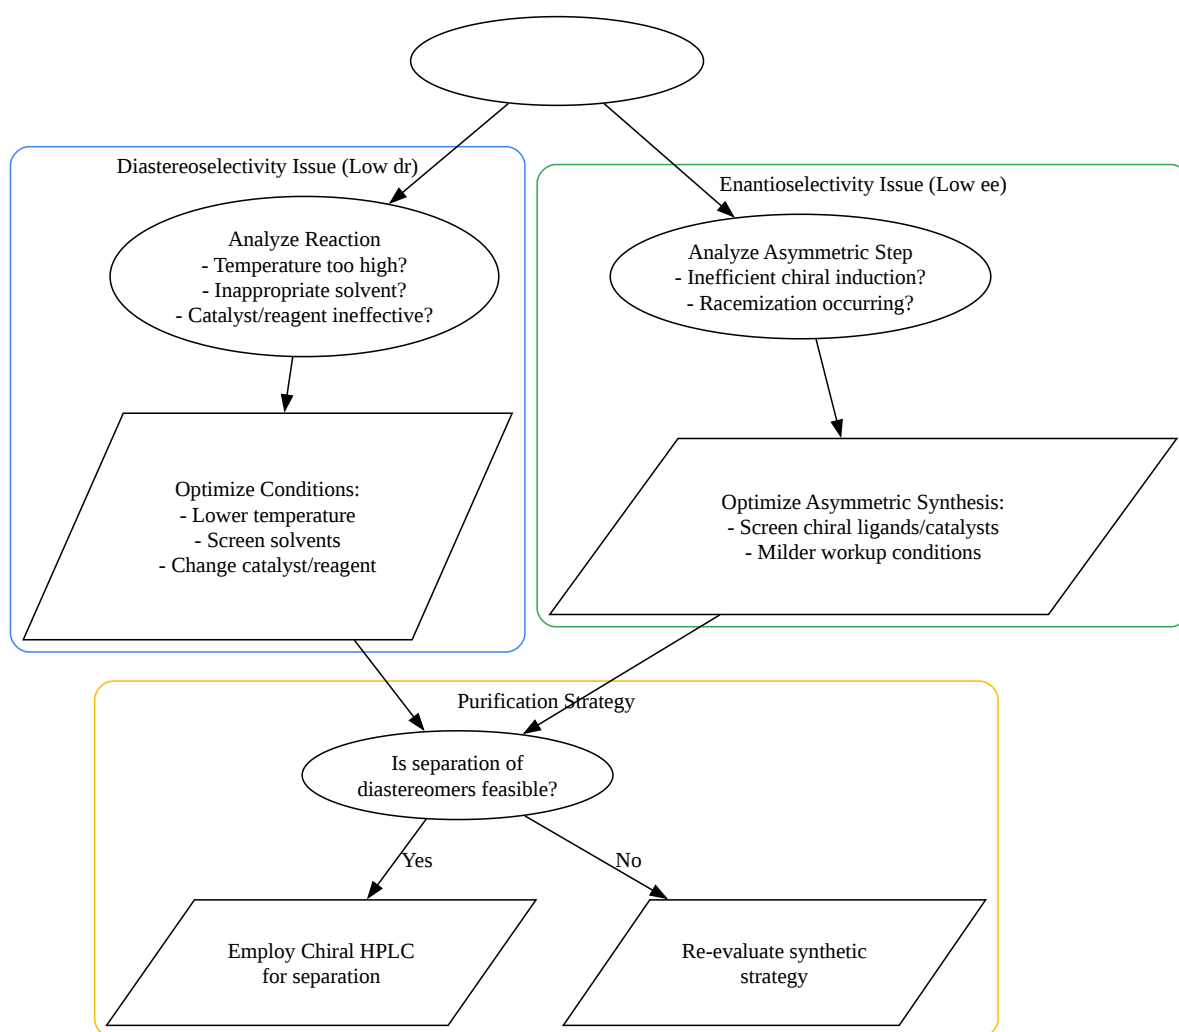 Diastereoselectivity Issue (Low dr)
Analyze Reaction
- Temperature too high?
- Inappropriate solvent?
- Catalyst/reagent ineffective?
Optimize Conditions:
- Lower temperature
- Screen solvents
- Change catalyst/reagent
Enantioselectivity Issue (Low ee)
Analyze Asymmetric Step
- Inefficient chiral induction?
- Racemization occurring?
Optimize Asymmetric Synthesis:
- Screen chiral ligands/catalysts
- Milder workup conditions
Purification Strategy
Is separation of
diastereomers feasible?
Yes
No
Employ Chiral HPLC
for separation
Re-evaluate synthetic
strategy